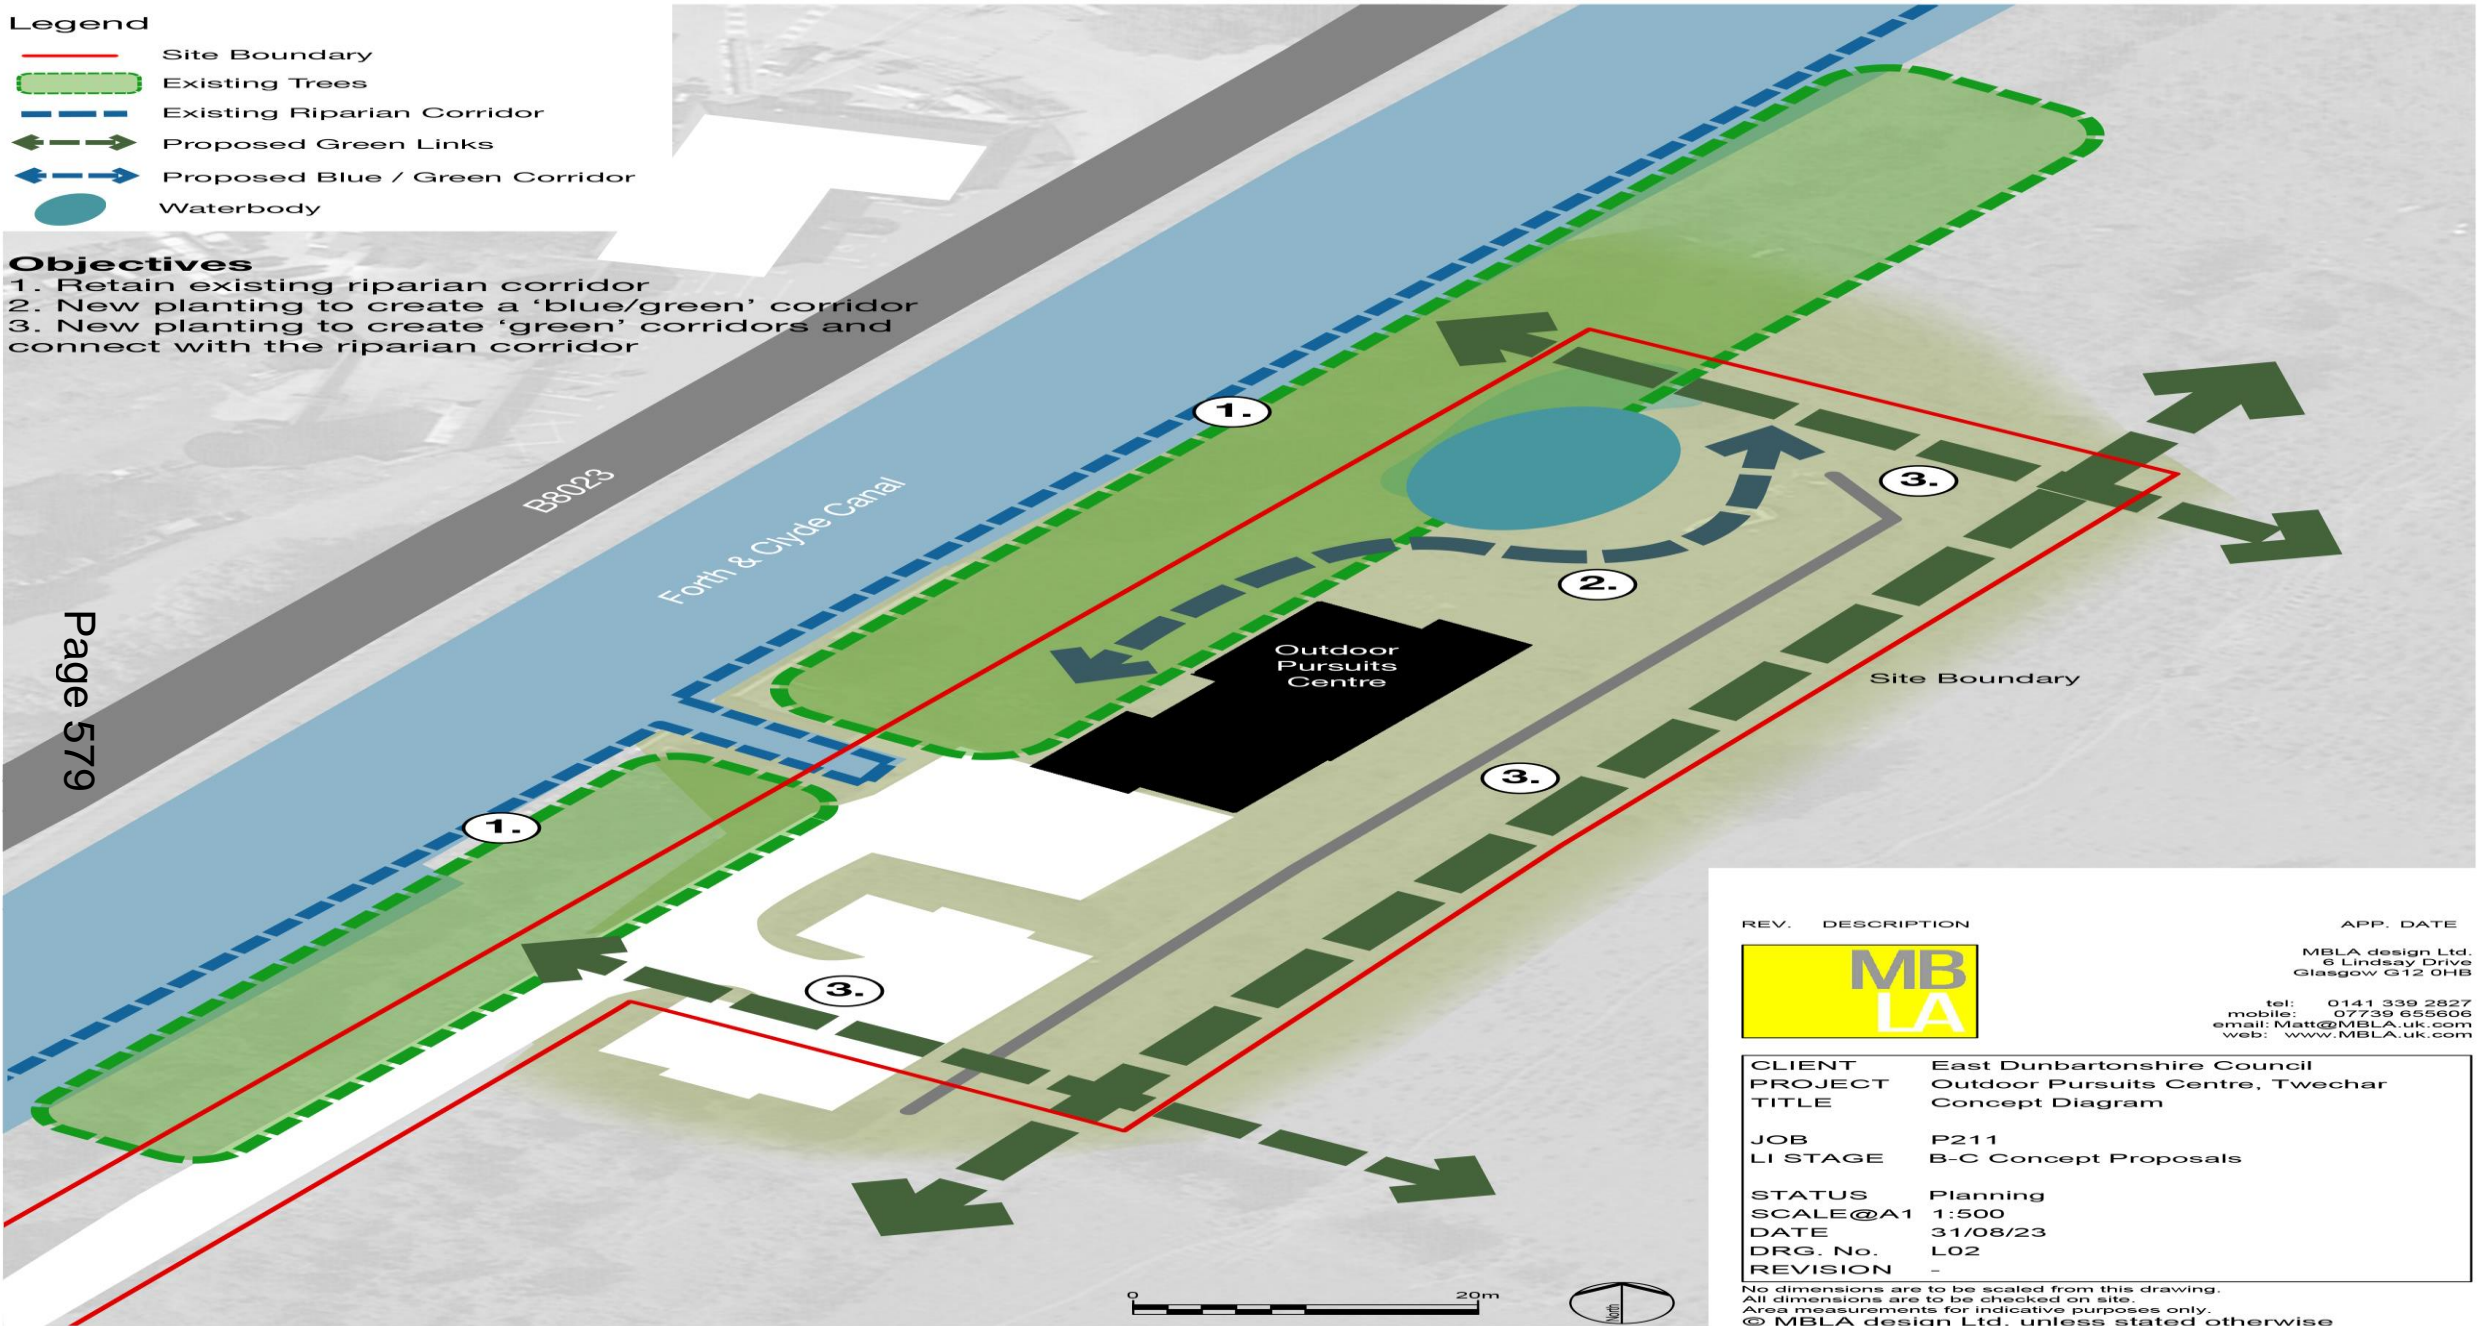 Legend
Site Boundary
Existing Trees
Existing Riparian Corridor
Proposed Green Links
Proposed Blue / Green Corridor
Waterbody
Objectives
1. Retain existing riparian corridor
2. New planting to create a ‘blue/green’ corridor
3. New planting to create ‘green’ corridors and
connect with the riparian corridor
Page 579
B8023
Forth & Clyde Canal
1.
1.
2.
3.
3.
3.
Outdoor
Pursuits
Centre
Site Boundary
0 20m
North
REV. DESCRIPTION APP. DATE
MB
LA
MBLA design Ltd.
6 Lindsay Drive
Glasgow G12 0HB
tel: 0141 339 2827
mobile: 07739 655606
email: Matt@MBLA.uk.com
web: www.MBLA.uk.com
CLIENT East Dunbartonshire Council
PROJECT Outdoor Pursuits Centre, Twechar
TITLE Concept Diagram
JOB P211
LI STAGE B-C Concept Proposals
STATUS Planning
SCALE@A1 1:500
DATE 31/08/23
DRG. No. L02
REVISION -
No dimensions are to be scaled from this drawing.
All dimensions are to be checked on site.
Area measurements for indicative purposes only.
© MBLA design Ltd. unless stated otherwise